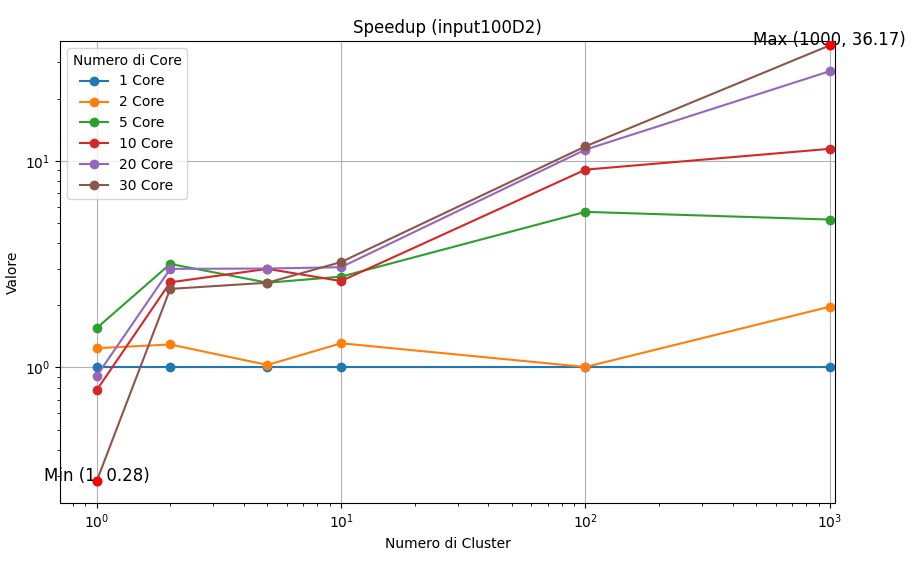 Speedup (input100D2)
Max (1000, 36.17)
Numero di Core
1 Core
2 Core
5 Core
10 Core
20 Core
30 Core
10¹
10⁰
Valore
Min (1, 0.28)
10⁰ 10¹ 10² 10³
Numero di Cluster